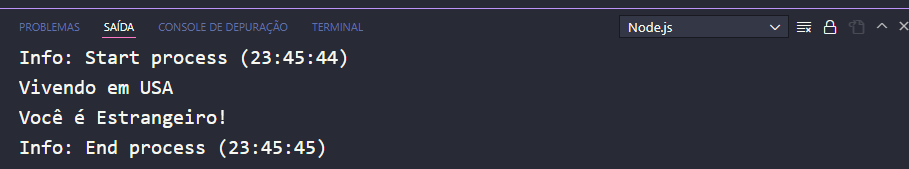 PROBLEMAS SAÍDA CONSOLE DE DEPURAÇÃO TERMINAL Node.js
Info: Start process (23:45:44)
Vivendo em USA
Você é Estrangeiro!
Info: End process (23:45:45)